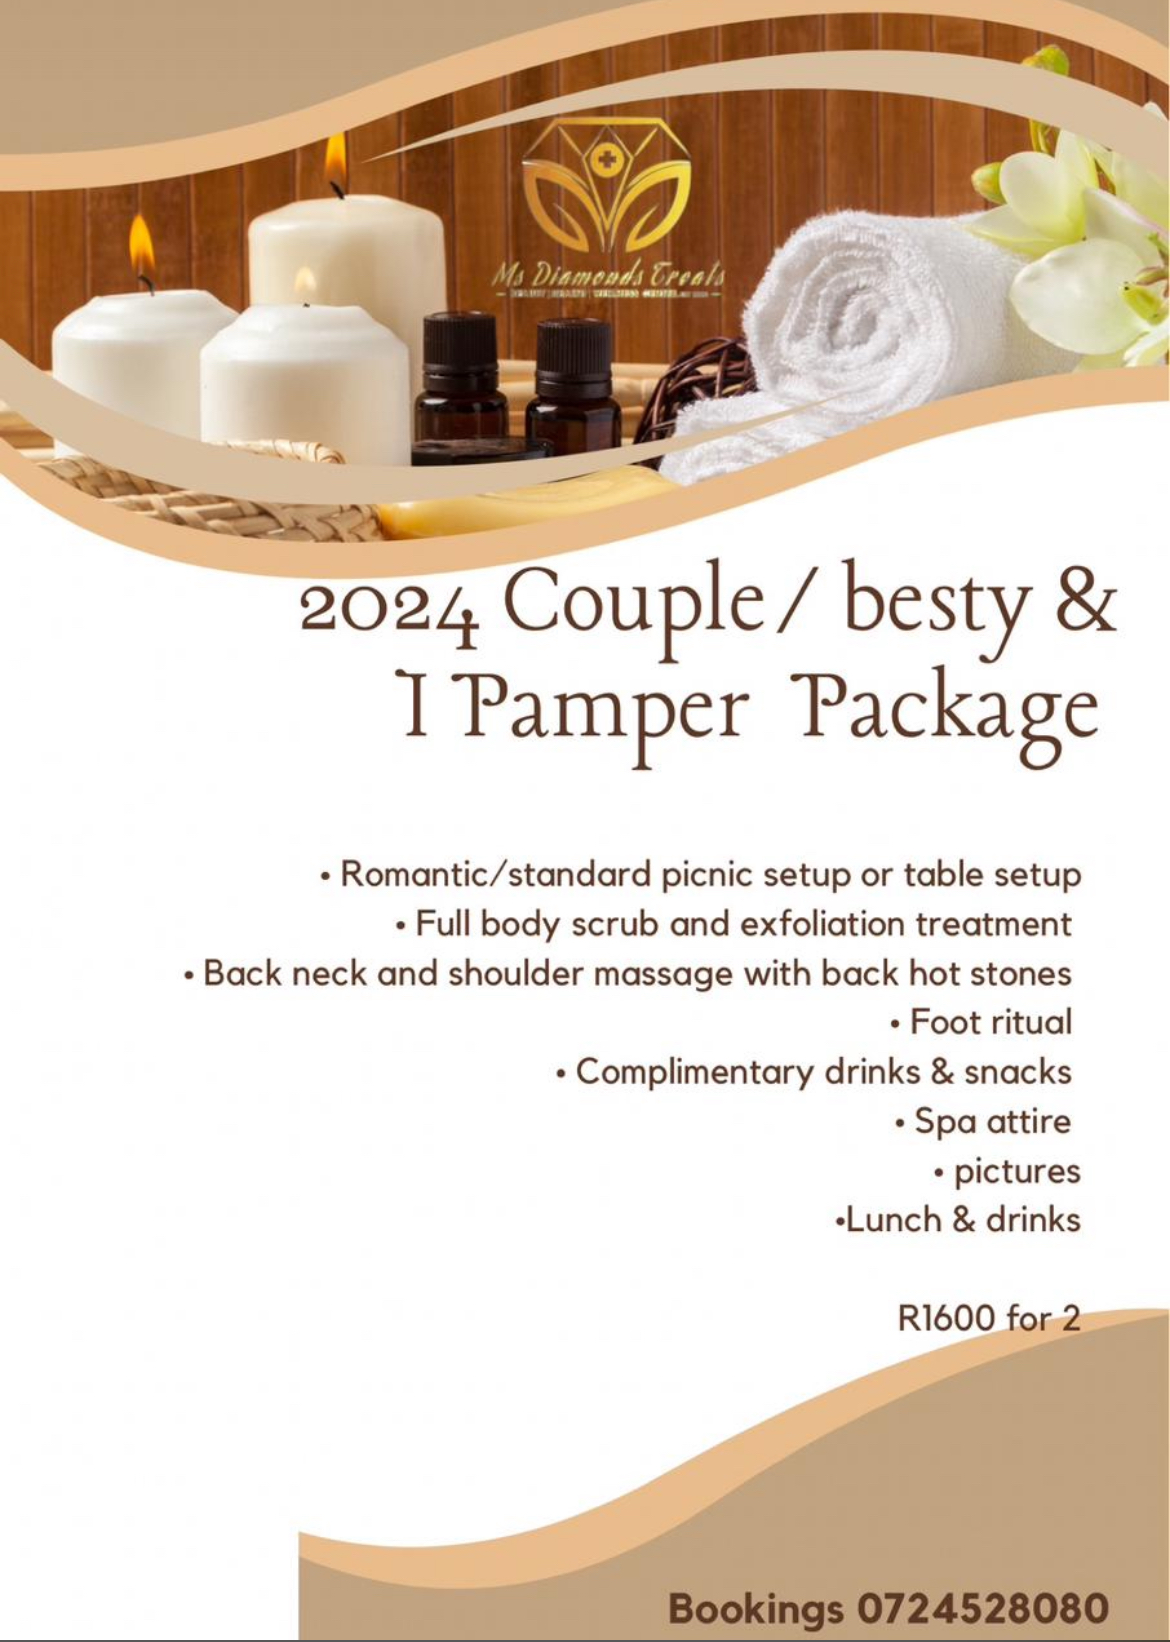 Ms Diamonds Treats
2024 Couple/ besty &
I Pamper Package
• Romantic/standard picnic setup or table setup
• Full body scrub and exfoliation treatment
• Back neck and shoulder massage with back hot stones
• Foot ritual
• Complimentary drinks & snacks
• Spa attire
• pictures
•Lunch & drinks
R1600 for 2
Bookings 0724528080